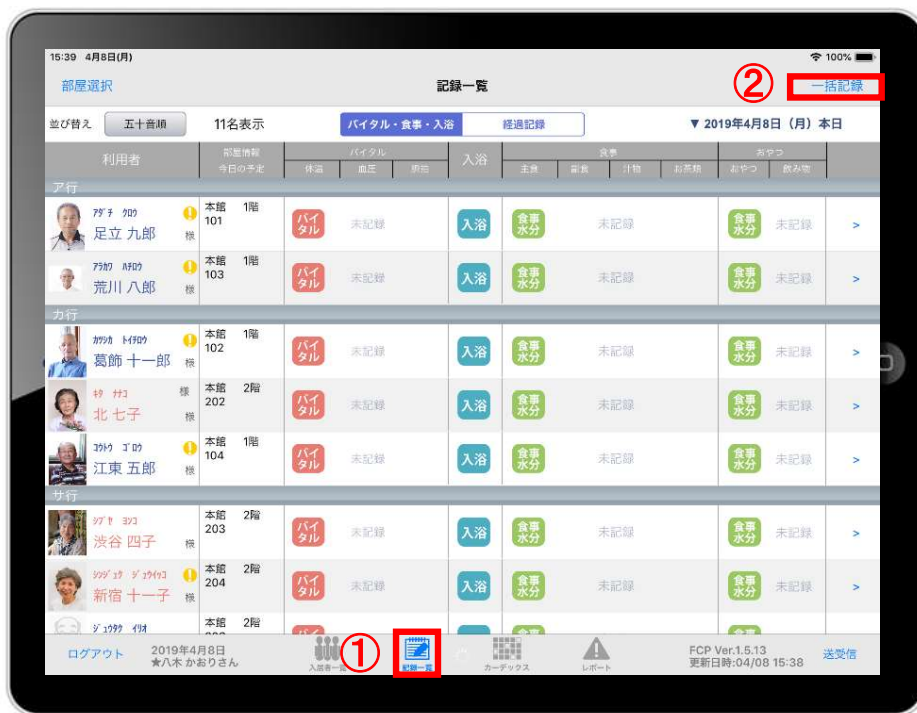 15:39 4月8日(月)
100%
部屋選択
記録一覧
②
一括記録
並び替え
五十音順
11名表示
バイタル・食事・入浴
経過記録
▼ 2019年4月8日（月）本日
利用者
部屋情報
今日の予定
バイタル
体温
血圧
脈拍
入浴
食事
主食
副食
汁物
お茶類
おやつ
おやつ
飲み物
ア行
ｱﾀﾞﾁ ｸﾛｳ
足立 九郎 様
本館 1階
101
バイタル
未記録
入浴
食事水分
未記録
食事水分
未記録
>
ｱﾗｶﾜ ﾊﾁﾛｳ
荒川 八郎 様
本館 1階
103
バイタル
未記録
入浴
食事水分
未記録
食事水分
未記録
>
カ行
ｶﾂｼｶ ﾄｲﾁﾛｳ
葛飾 十一郎 様
本館 1階
102
バイタル
未記録
入浴
食事水分
未記録
食事水分
未記録
>
ｷﾀ ﾅﾅｺ 様
北 七子 様
本館 2階
202
バイタル
未記録
入浴
食事水分
未記録
食事水分
未記録
>
ｺｳﾄｳ ｺﾞﾛｳ
江東 五郎 様
本館 1階
104
バイタル
未記録
入浴
食事水分
未記録
食事水分
未記録
>
サ行
ｼﾌﾞﾔ ﾖﾝｺ
渋谷 四子 様
本館 2階
203
バイタル
未記録
入浴
食事水分
未記録
食事水分
未記録
>
ｼﾝｼﾞｭｸ ｼﾞｭｳｲﾁｺ
新宿 十一子 様
本館 2階
204
バイタル
未記録
入浴
食事水分
未記録
食事水分
未記録
>
本館 2階
ログアウト
2019年4月8日
★八木 かおりさん
入居者一覧
①
記録一覧
カーデックス
レポート
FCP Ver.1.5.13
更新日時:04/08 15:38
送受信